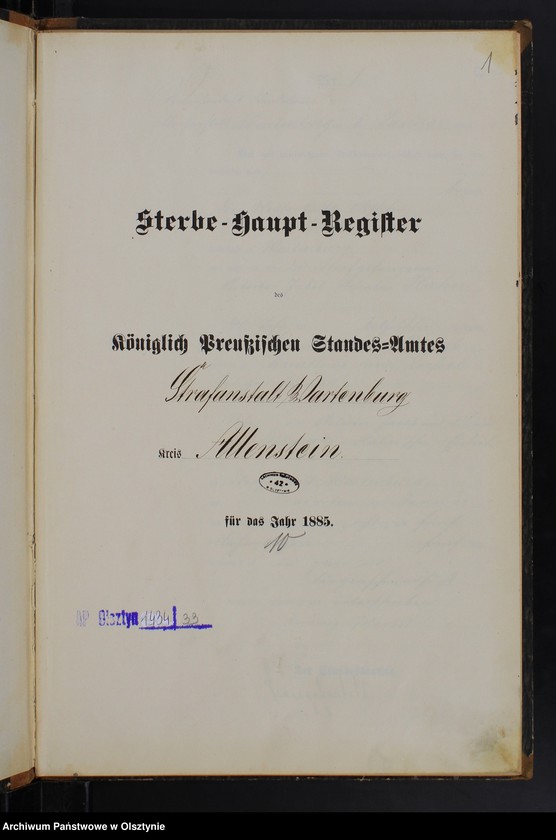 1
Sterbe-Haupt-Register
des
Königlich Preußischen Standes-Amtes
Strafanstalt Wartenburg
Kreis Allenstein.
42
für das Jahr 1885.
10
AP Olsztyn 1434 / 33
Archiwum Państwowe w Olsztynie